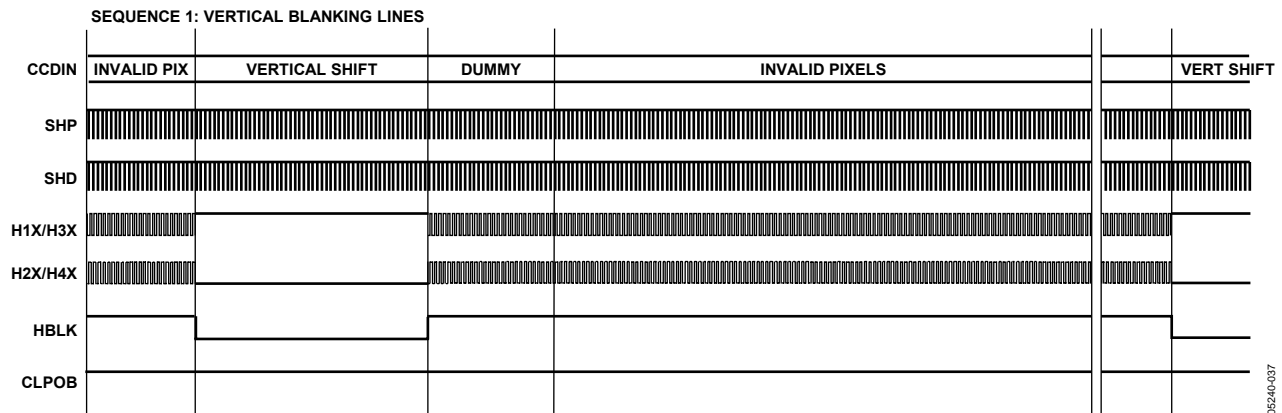 SEQUENCE 1: VERTICAL BLANKING LINES
CCDIN INVALID PIX VERTICAL SHIFT DUMMY INVALID PIXELS VERT SHIFT
SHP
SHD
H1X/H3X
H2X/H4X
HBLK
CLPOB
05240-037